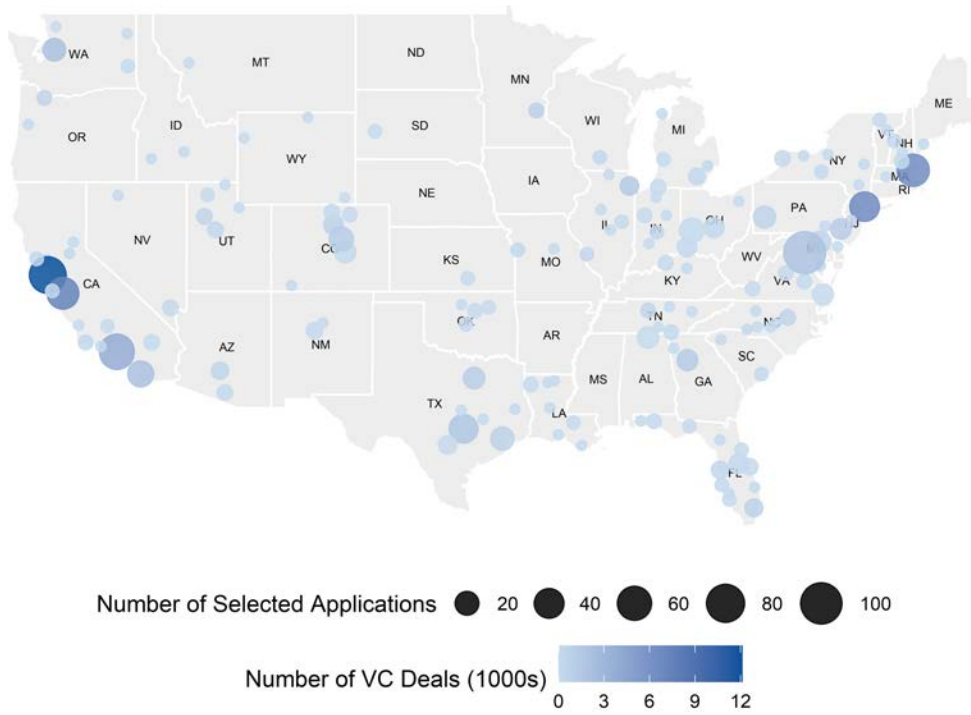 WA
MT
ND
MN
ME
OR
ID
SD
WI
MI
VT
NH
WY
NY
MA
RI
NE
IA
PA
NV
UT
CO
IL
IN
OH
NJ
CA
KS
MO
WV
MD
VA
KY
AZ
NM
OK
AR
TN
NC
SC
TX
LA
MS
AL
GA
FL
Number of Selected Applications 20 40 60 80 100
Number of VC Deals (1000s)
0 3 6 9 12